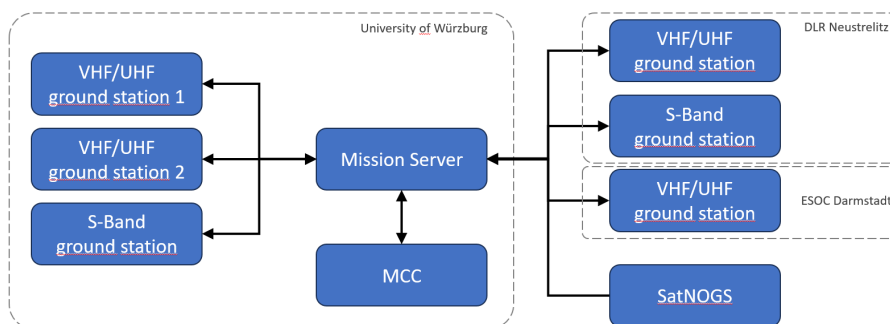 University of Würzburg
VHF/UHF
ground station 1
VHF/UHF
ground station 2
S-Band
ground station
Mission Server
MCC
DLR Neustrelitz
VHF/UHF
ground station
S-Band
ground station
ESOC Darmstadt
VHF/UHF
ground station
SatNOGS